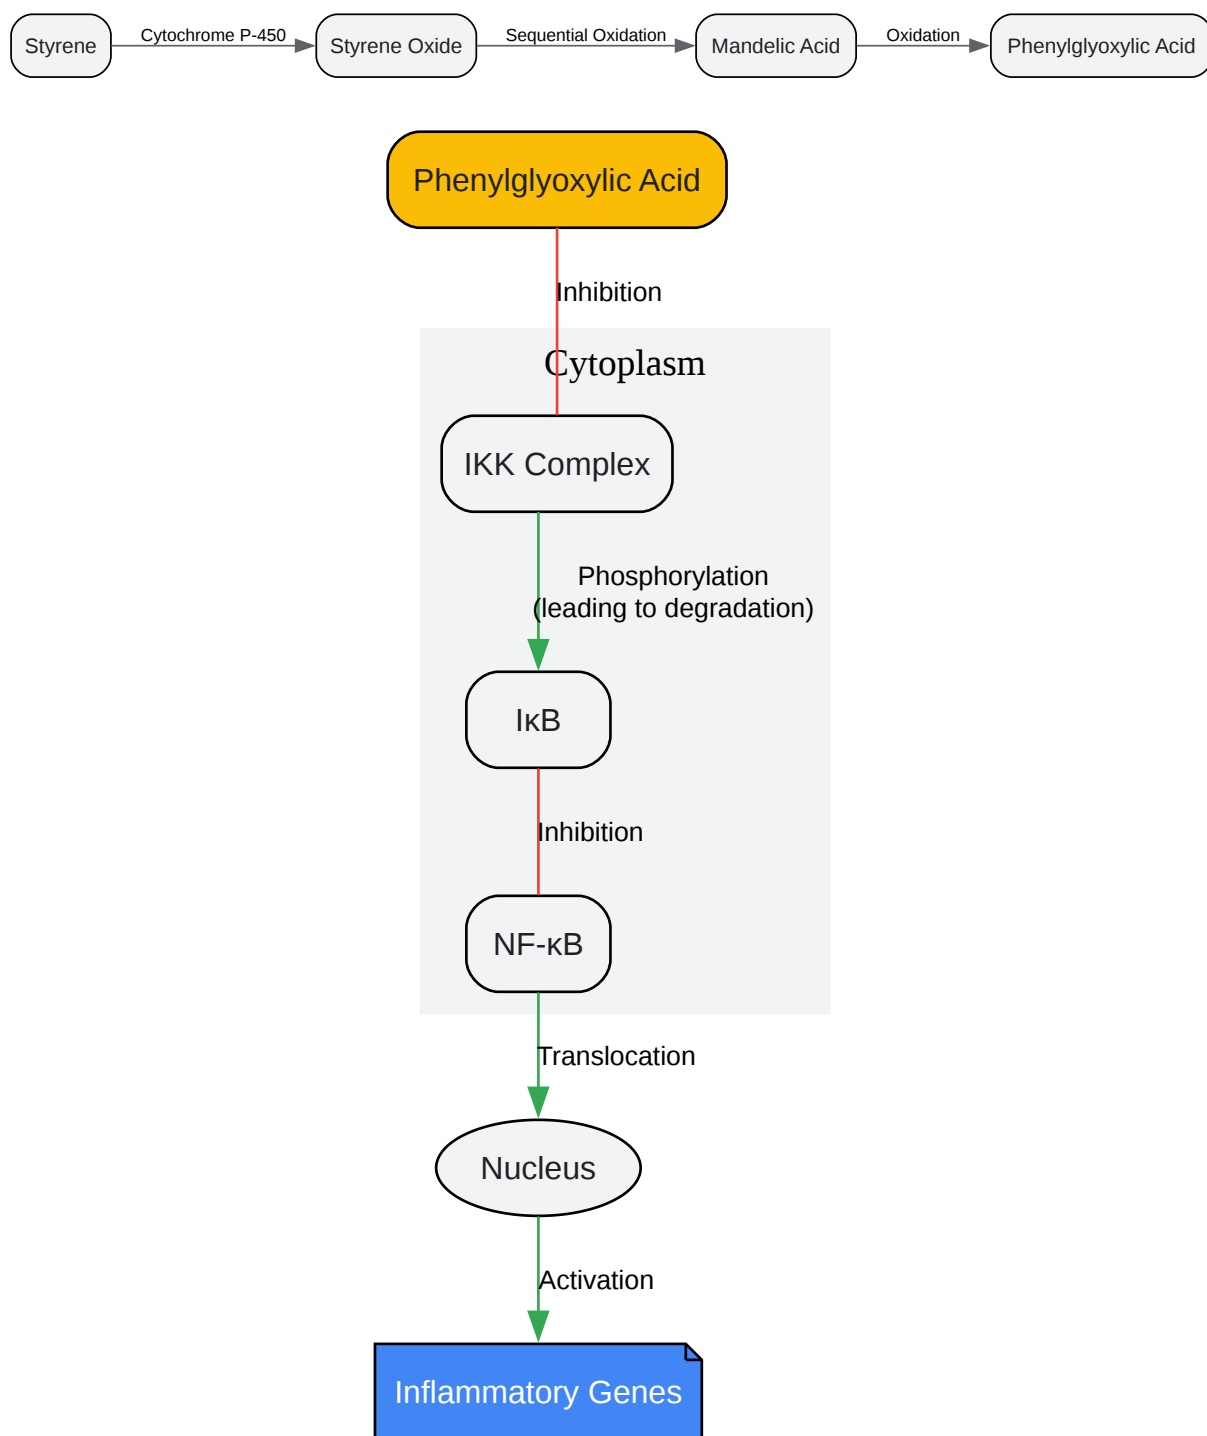 Styrene
Cytochrome P-450
Styrene Oxide
Sequential Oxidation
Mandelic Acid
Oxidation
Phenylglyoxylic Acid
Phenylglyoxylic Acid
Inhibition
Cytoplasm
IKK Complex
Phosphorylation
(leading to degradation)
IκB
Inhibition
NF-κB
Translocation
Nucleus
Activation
Inflammatory Genes